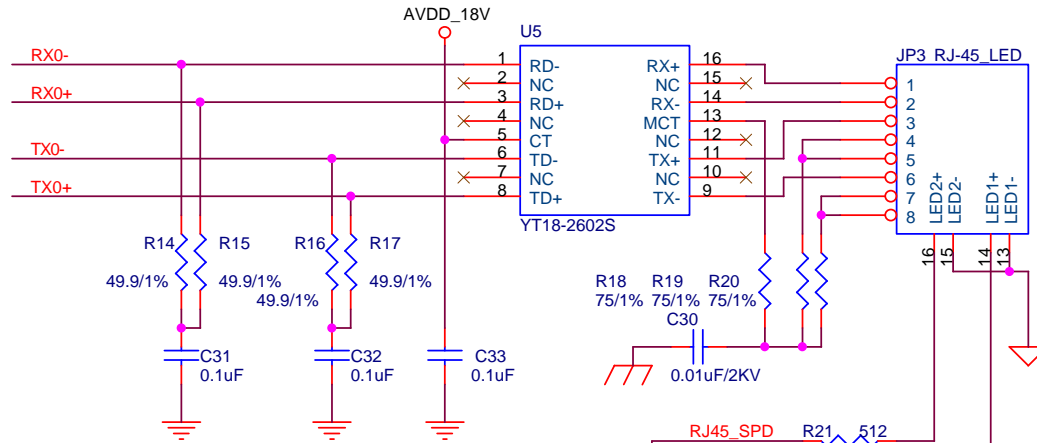 AVDD_18V
U5
JP3 RJ-45_LED
RX0-
1 RD- RX+ 16
2 NC NC 15
RX0+
3 RD+ RX- 14
4 NC MCT 13
5 CT NC 12
TX0-
6 TD- TX+ 11
7 NC NC 10
TX0+
8 TD+ TX- 9
YT18-2602S
1
2
3
4
5
6
7
8
LED2+
LED2-
LED1+
LED1-
16
15
14
13
R14
R15
R16
R17
49.9/1%
49.9/1%
49.9/1%
49.9/1%
R18 R19 R20
75/1% 75/1% 75/1%
C30
0.01uF/2KV
C31
0.1uF
C32
0.1uF
C33
0.1uF
RJ45_SPD
R21 512